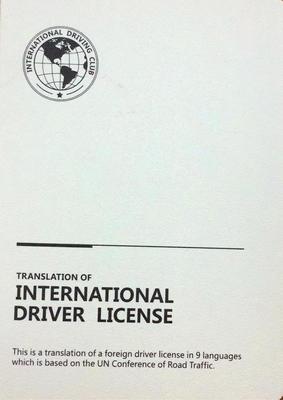 INTERNATIONAL DRIVING CLUB
TRANSLATION OF
INTERNATIONAL
DRIVER LICENSE
This is a translation of a foreign driver license in 9 languages
which is based on the UN Conference of Road Traffic.